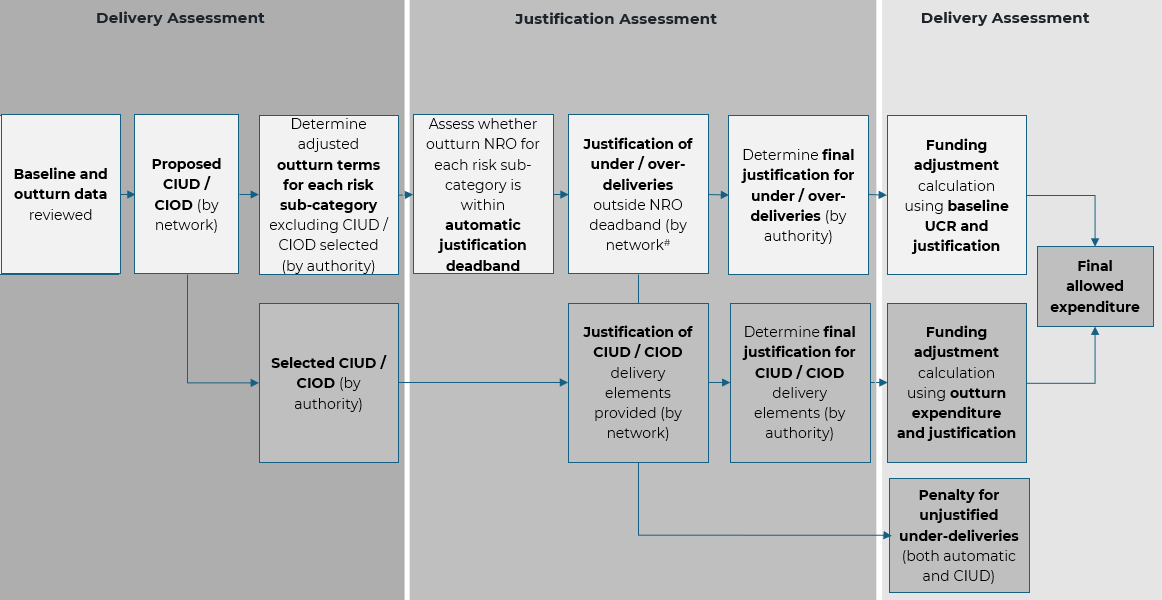 Delivery Assessment
Justification Assessment
Delivery Assessment
Baseline and
outturn data
reviewed
Proposed
CIUD /
CIOD (by
network)
Determine
adjusted
outturn terms
for each risk
sub-category
excluding CIUD /
CIOD selected
(by authority)
Assess whether
outturn NRO for
each risk sub-
category is
within
automatic
justification
deadband
Justification of
under / over-
deliveries
outside NRO
deadband (by
network#
Determine final
justification for
under / over-
deliveries (by
authority)
Funding
adjustment
calculation
using baseline
UCR and
justification
Final
allowed
expenditure
Selected CIUD /
CIOD (by
authority)
Justification of
CIUD / CIOD
delivery
elements
provided (by
network)
Determine final
justification for
CIUD / CIOD
delivery
elements (by
authority)
Funding
adjustment
calculation
using outturn
expenditure
and justification
Penalty for
unjustified
under-deliveries
(both automatic
and CIUD)